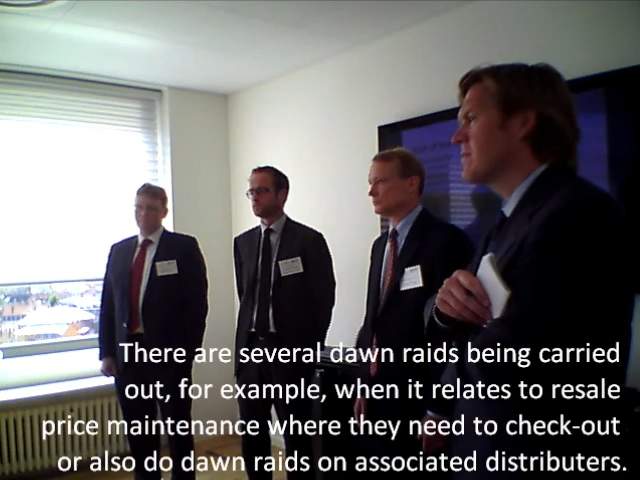 There are several dawn raids being carried
out, for example, when it relates to resale
price maintenance where they need to check-out
or also do dawn raids on associated distributers.